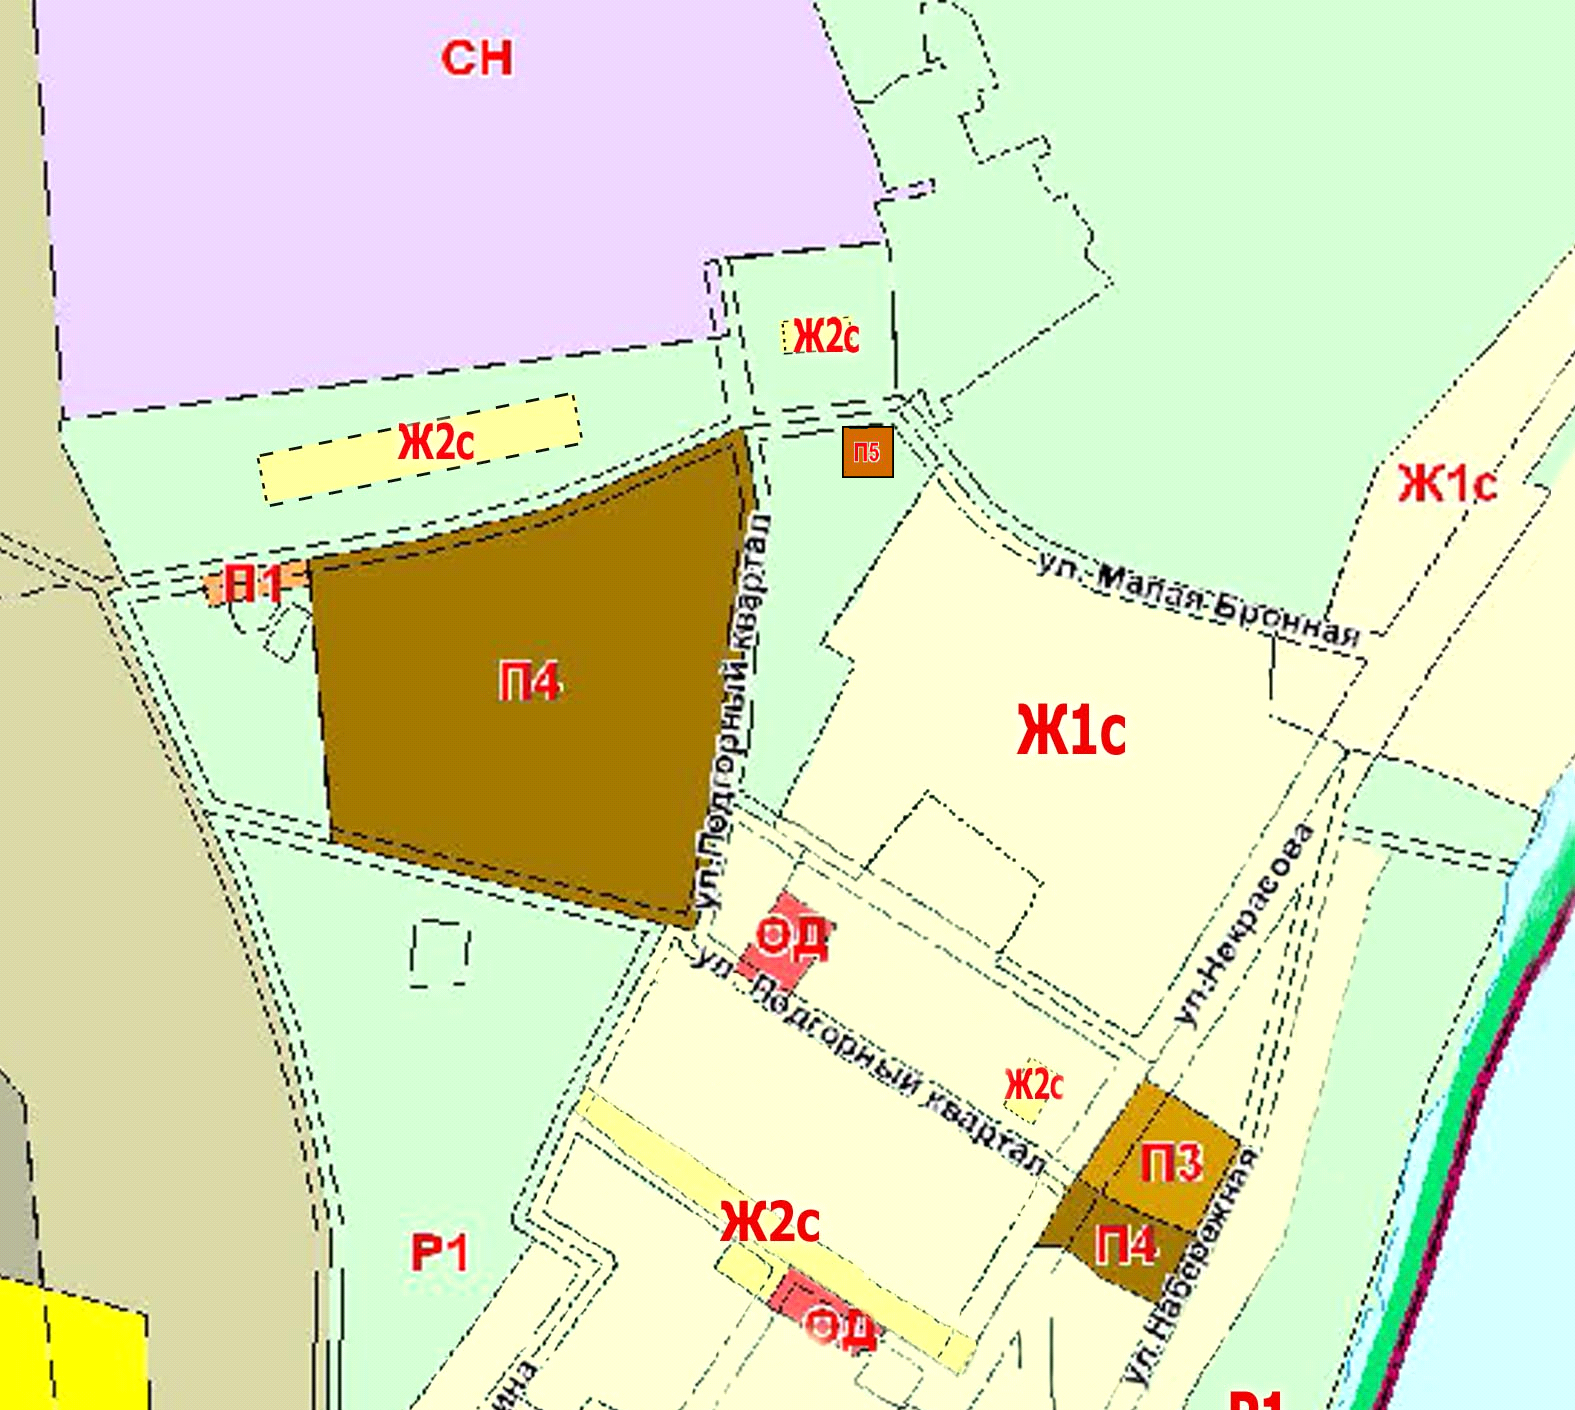 СН
Ж2с
Ж2с
П5
Ж1с
П1
ул. Малая Бронная
П4
ул.Подгорный квартал
Ж1с
ул.Некрасова
ОД
ул. Подгорный квартал
Ж2с
П3
Ж2с
Р1
П4
ул.Набережная
ОД
ина
Р1